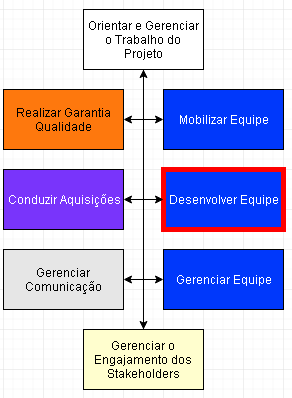 Orientar e Gerenciar
o Trabalho do
Projeto
Realizar Garantia
Qualidade
Mobilizar Equipe
Conduzir Aquisições
Desenvolver Equipe
Gerenciar
Comunicação
Gerenciar Equipe
Gerenciar o
Engajamento dos
Stakeholders